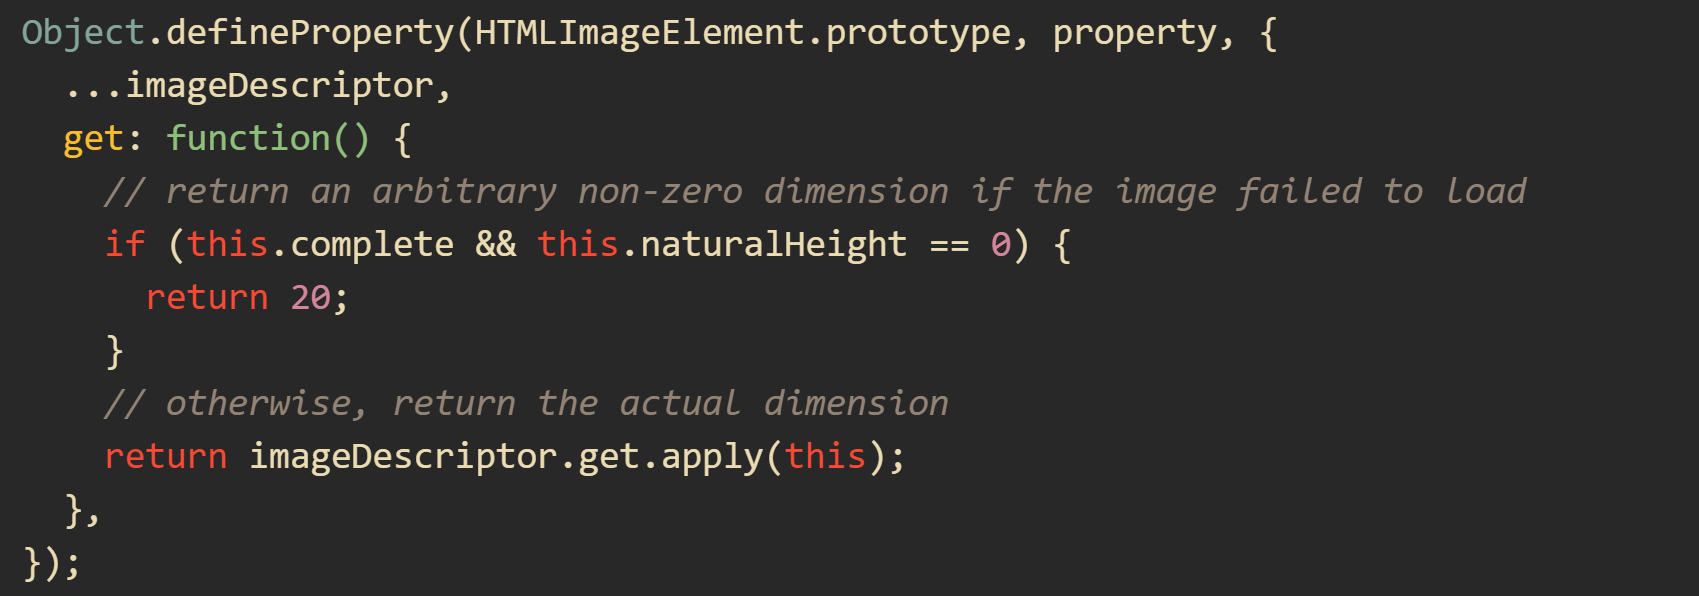 Object.defineProperty(HTMLImageElement.prototype, property, {
  ...imageDescriptor,
  get: function() {
    // return an arbitrary non-zero dimension if the image failed to load
    if (this.complete && this.naturalHeight == 0) {
      return 20;
    }
    // otherwise, return the actual dimension
    return imageDescriptor.get.apply(this);
  },
});